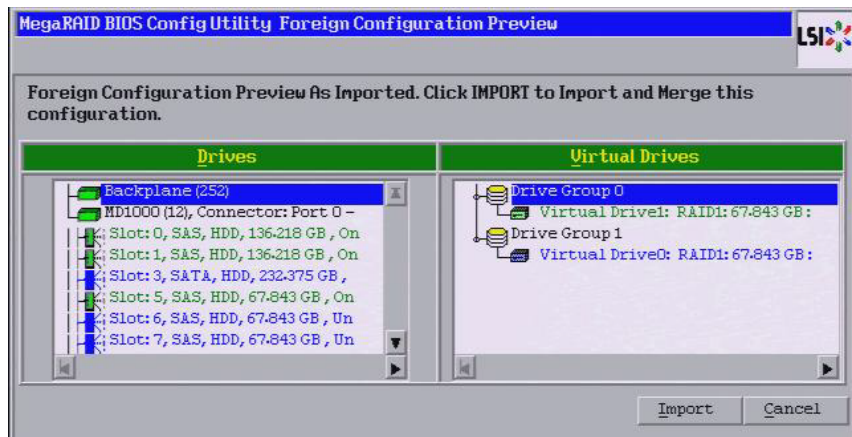 MegaRAID BIOS Config Utility Foreign Configuration Preview
LSI
Foreign Configuration Preview As Imported. Click IMPORT to Import and Merge this
configuration.
Drives
Virtual Drives
Backplane (252)
MD1000 (12), Connector: Port 0 -
Slot: 0, SAS, HDD, 136.218 GB, On
Slot: 1, SAS, HDD, 136.218 GB, On
Slot: 3, SATA, HDD, 232.375 GB,
Slot: 5, SAS, HDD, 67.843 GB, On
Slot: 6, SAS, HDD, 67.843 GB, Un
Slot: 7, SAS, HDD, 67.843 GB, Un
Drive Group 0
Virtual Drive1: RAID1: 67.843 GB:
Drive Group 1
Virtual Drive0: RAID1: 67.843 GB:
Import
Cancel